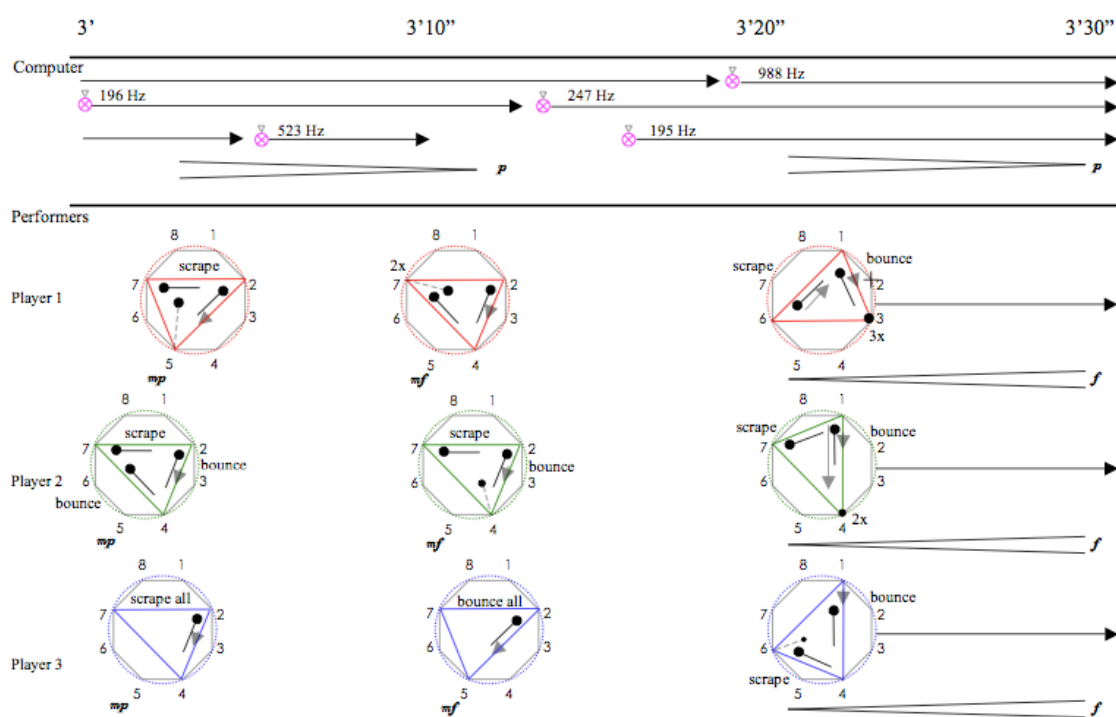 3’ 3’10” 3’20” 3’30”
Computer
988 Hz
196 Hz 247 Hz
523 Hz 195 Hz
p p
Performers
8 1 8 1 8 1
scrape 2x scrape bounce
7 2 7 2 7 2
Player 1
6 3 6 3 6 3
3x
5 4 5 4 5 4
mp mf f
8 1 8 1 8 1
scrape scrape scrape bounce
7 2 7 2 7 2
bounce bounce
Player 2
6 3 6 3 6 3
bounce
5 4 5 4 5 4 2x
mp mf f
8 1 8 1 8 1
scrape all bounce all bounce
7 2 7 2 7 2
6 3 6 3 6 3
Player 3
scrape
5 4 5 4 5 4
mp mf f